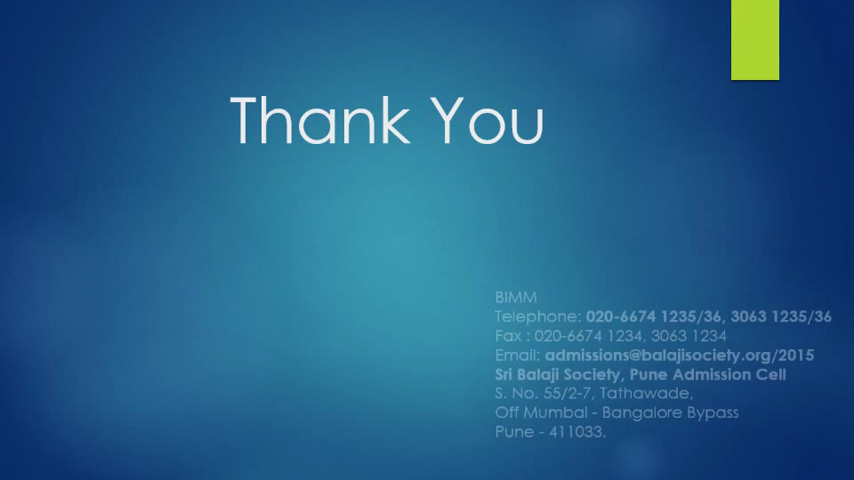 Thank You
BIMM
Telephone: 020-6674 1235/36, 3063 1235/36
Fax : 020-6674 1234, 3063 1234
Email: admissions@balajisociety.org/2015
Sri Balaji Society, Pune Admission Cell
S. No. 55/2-7, Tathawade,
Off Mumbai - Bangalore Bypass
Pune - 411033.